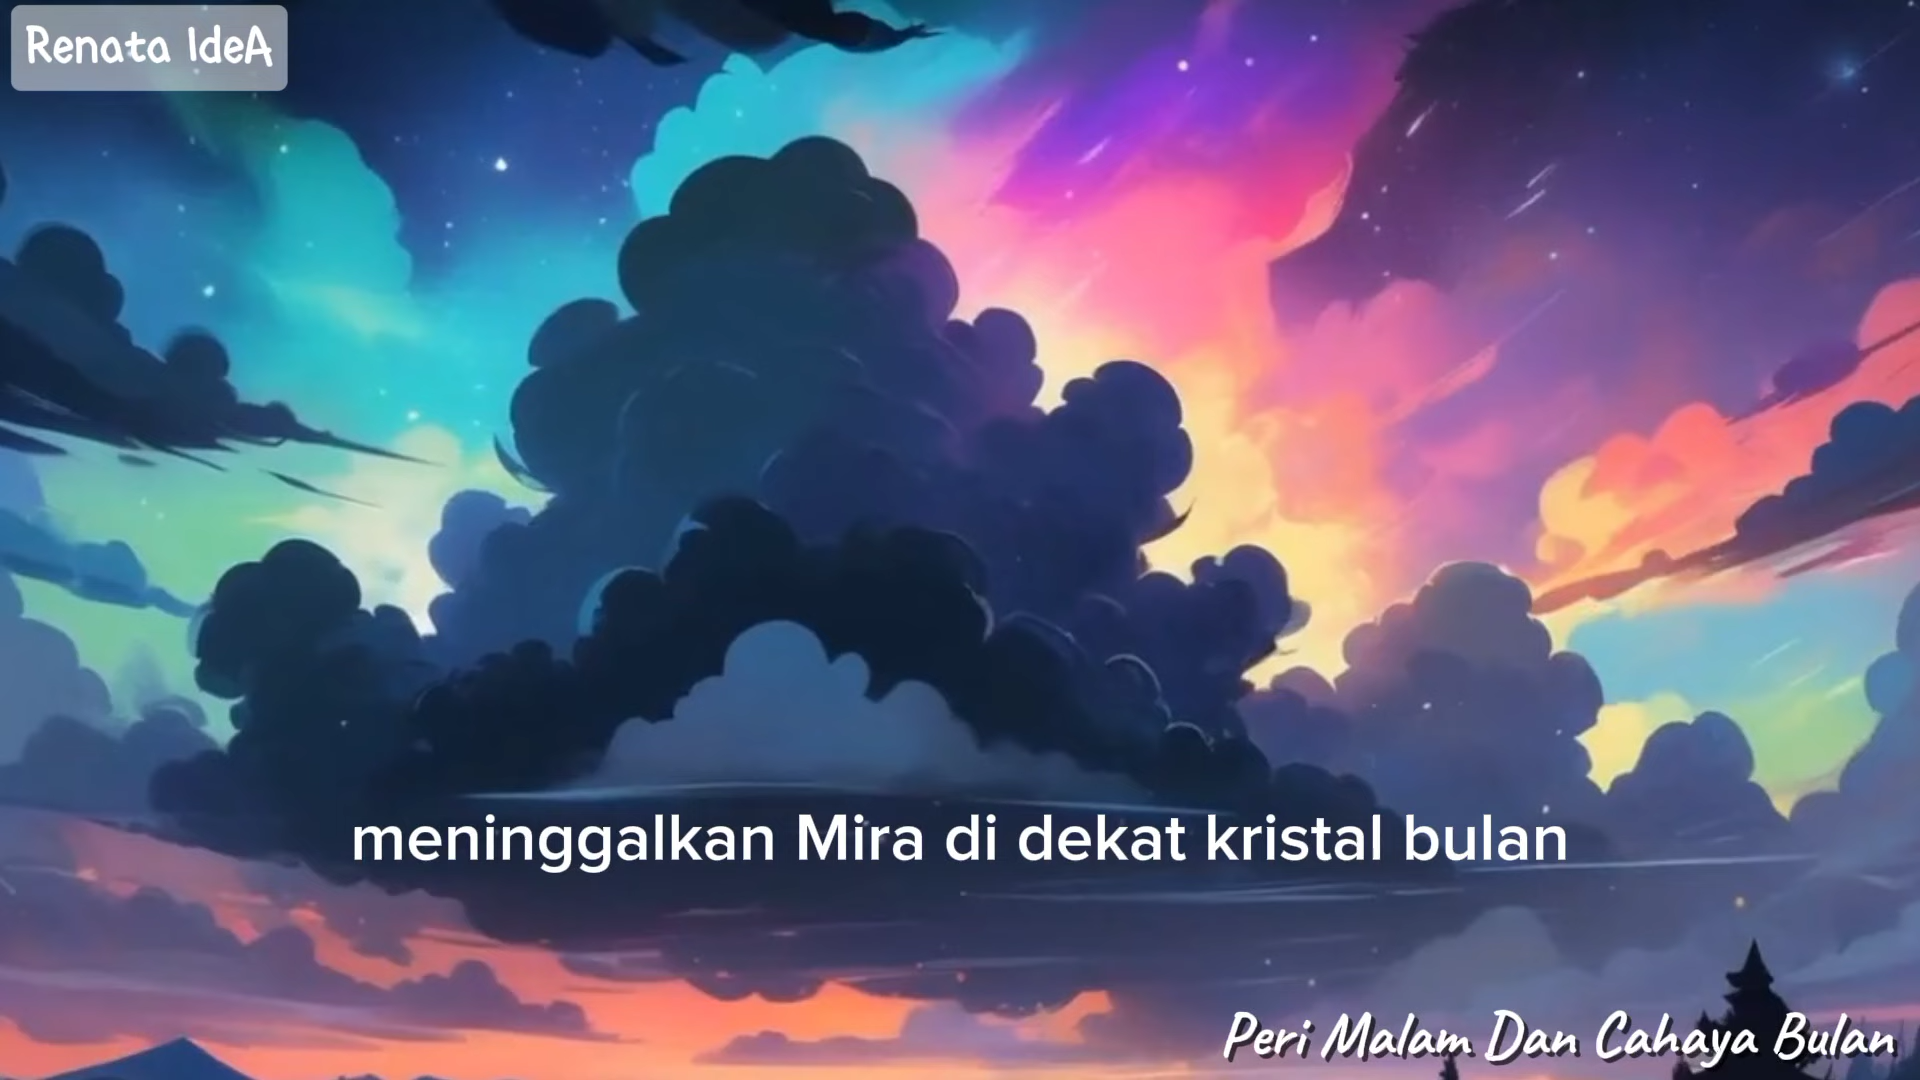 Renata IdeA
meninggalkan Mira di dekat kristal bulan
Peri Malam Dan Cahaya Bulan